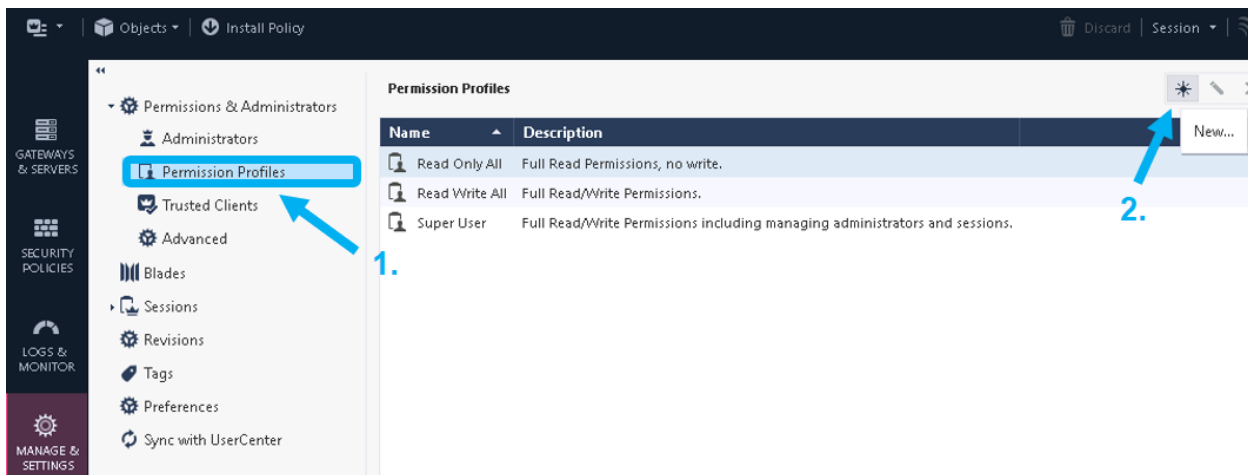 Objects
Install Policy
Discard
Session
GATEWAYS
& SERVERS
SECURITY
POLICIES
LOGS &
MONITOR
MANAGE &
SETTINGS
Permissions & Administrators
Administrators
Permission Profiles
Trusted Clients
Advanced
Blades
Sessions
Revisions
Tags
Preferences
Sync with UserCenter
1.
Permission Profiles
New...
2.
Name Description
Read Only All Full Read Permissions, no write.
Read Write All Full Read/Write Permissions.
Super User Full Read/Write Permissions including managing administrators and sessions.